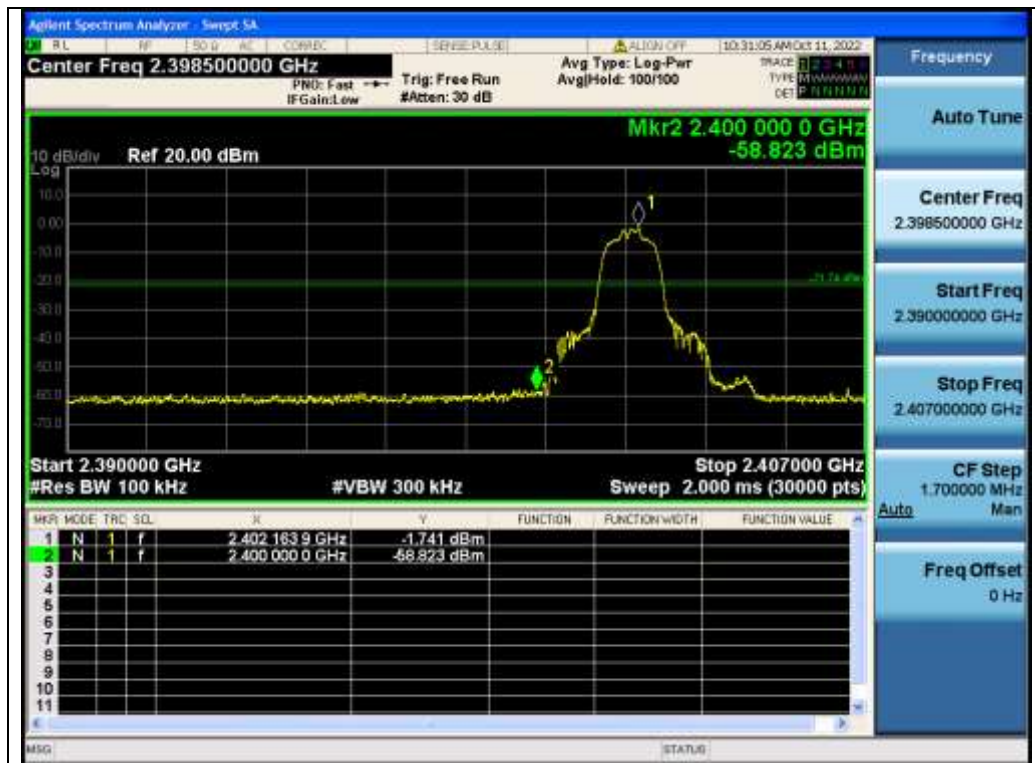 Agilent Spectrum Analyzer - Swept SA
RL RF 50 Ω AC CORREC SENSE:PULSE ALIGN OFF 10:31:05 AM Oct 11, 2022
Center Freq 2.398500000 GHz
PNO: Fast
IFGain:Low
Trig: Free Run
#Atten: 30 dB
Avg Type: Log-Pwr
Avg|Hold: 100/100
TRACE 1 2 3 4 5 6
TYPE M W W W W W
DET P N N N N N
Frequency
Auto Tune
Center Freq
2.398500000 GHz
Start Freq
2.390000000 GHz
Stop Freq
2.407000000 GHz
CF Step
1.700000 MHz
Auto Man
Freq Offset
0 Hz
Mkr2 2.400 000 0 GHz
-58.823 dBm
10 dB/div Ref 20.00 dBm
Log
10.0
0.00
-10.0
-20.0
-30.0
-40.0
-50.0
-60.0
-70.0
1
2
-21.74 dBm
Start 2.390000 GHz Stop 2.407000 GHz
#Res BW 100 kHz #VBW 300 kHz Sweep 2.000 ms (30000 pts)
MKR MODE TRC SCL X Y FUNCTION FUNCTION WIDTH FUNCTION VALUE
1 N 1 f 2.402 163 9 GHz -1.741 dBm
2 N 1 f 2.400 000 0 GHz -58.823 dBm
3
4
5
6
7
8
9
10
11
MSG STATUS